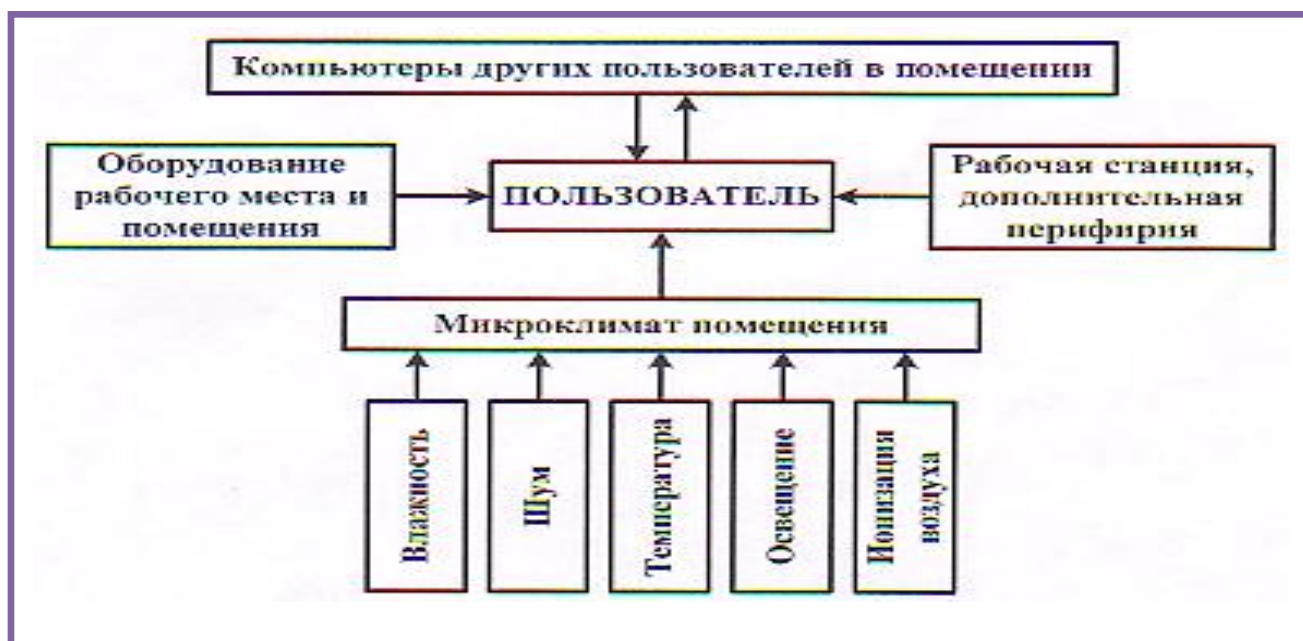 Компьютеры других пользователей в помещении
Оборудование
рабочего места и
помещения
ПОЛЬЗОВАТЕЛЬ
Рабочая станция,
дополнительная
перифирия
Микроклимат помещения
Влажность
Шум
Температура
Освещение
Ионизация
воздуха